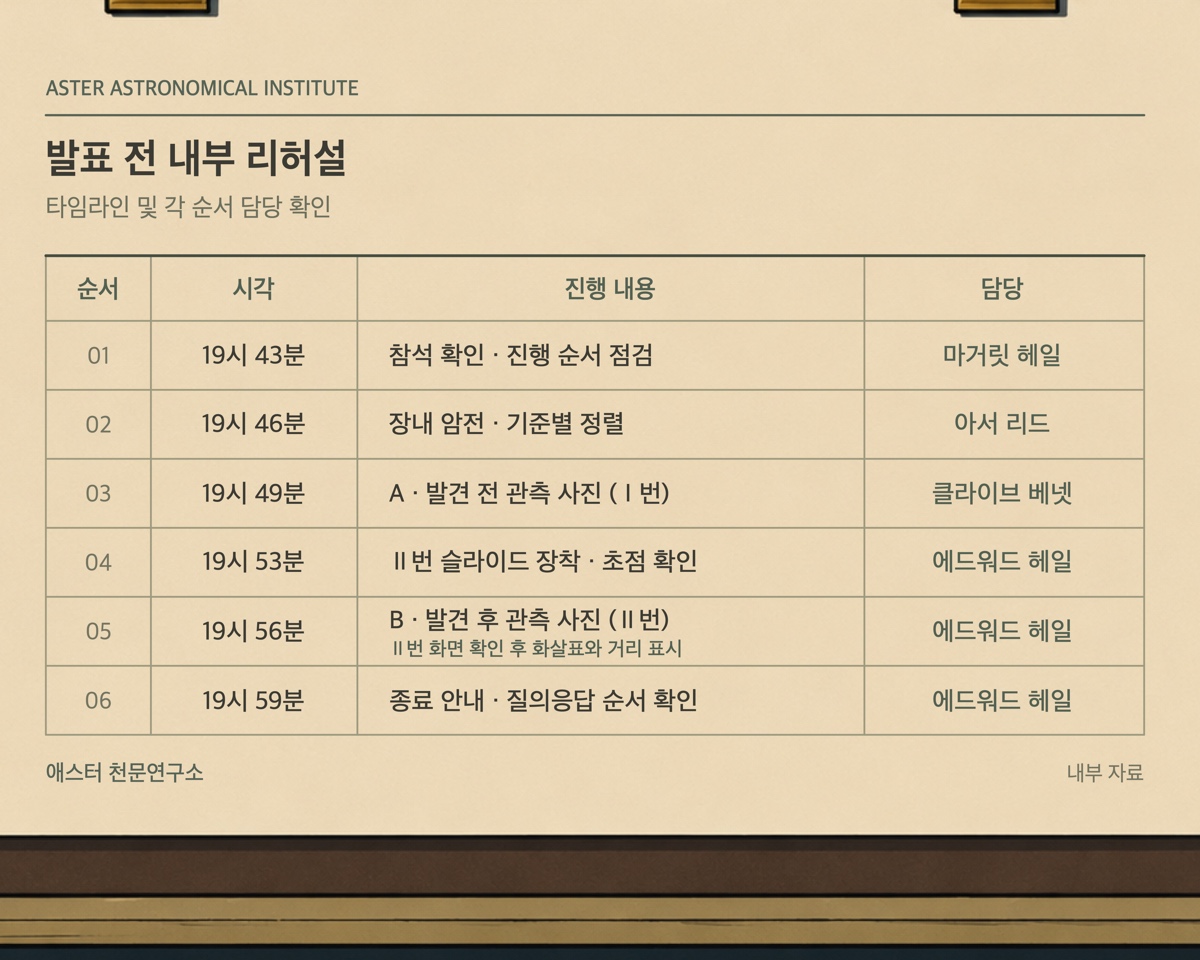 ASTER ASTRONOMICAL INSTITUTE
발표 전 내부 리허설
타임라인 및 각 순서 담당 확인
순서 시각 진행 내용 담당
01 19시 43분 참석 확인 · 진행 순서 점검 마거릿 헤일
02 19시 46분 장내 암전 · 기준별 정렬 아서 리드
03 19시 49분 A · 발견 전 관측 사진 (Ⅰ번) 클라이브 베넷
04 19시 53분 Ⅱ번 슬라이드 장착 · 초점 확인 에드워드 헤일
05 19시 56분 B · 발견 후 관측 사진 (Ⅱ번) 에드워드 헤일
Ⅱ번 화면 확인 후 화살표와 거리 표시
06 19시 59분 종료 안내 · 질의응답 순서 확인 에드워드 헤일
애스터 천문연구소 내부 자료